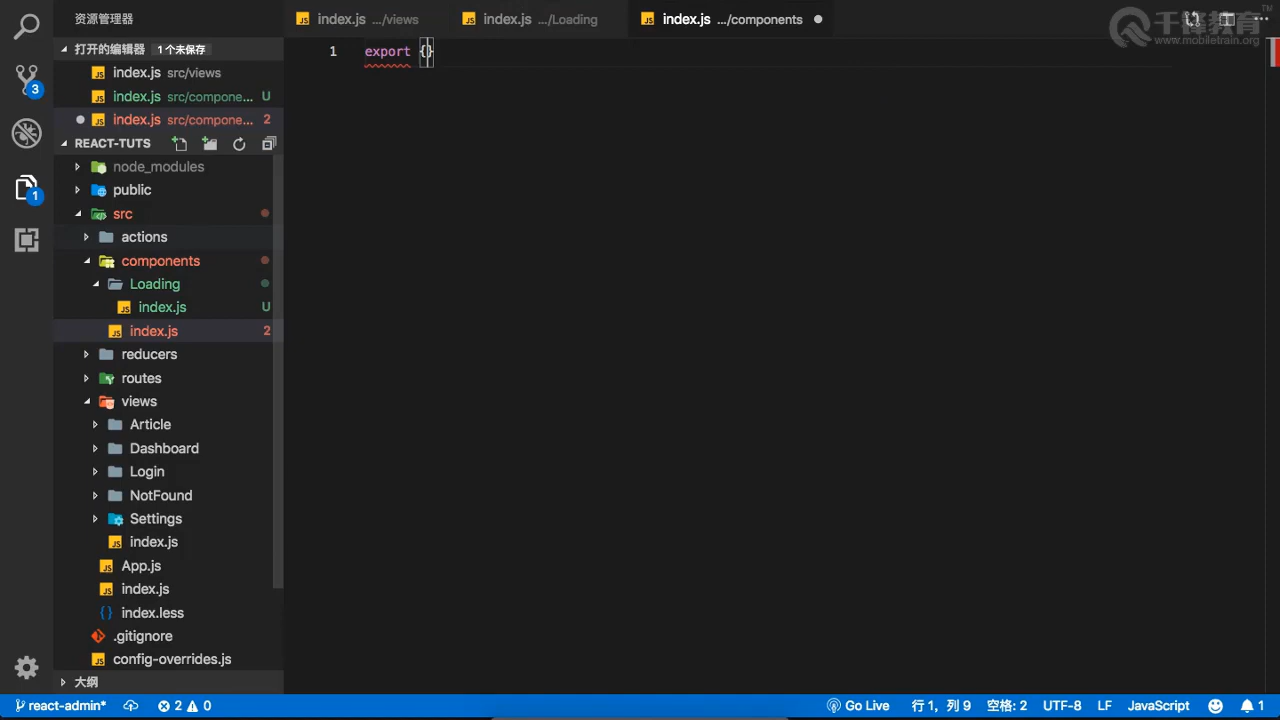 资源管理器
index.js …/views
index.js …/Loading
index.js …/components
千锋教育
www.mobiletrain.org
TM
打开的编辑器 1 个未保存
index.js src/views
index.js src/compone... U
index.js src/compone... 2
REACT-TUTS
1 export {}
3
1
node_modules
public
src
actions
components
Loading
index.js U
index.js 2
reducers
routes
views
Article
Dashboard
Login
NotFound
Settings
index.js
App.js
index.js
index.less
.gitignore
config-overrides.js
大纲
react-admin* 2 0 Go Live 行 1，列 9 空格: 2 UTF-8 LF JavaScript 1